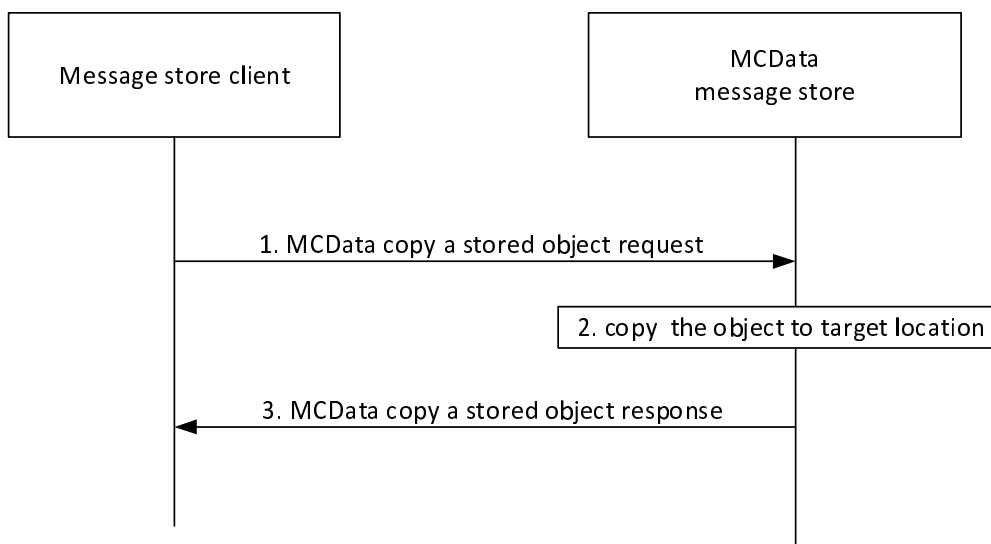 Message store client
MCData
message store
1. MCData copy a stored object request
2. copy  the object to target location
3. MCData copy a stored object response